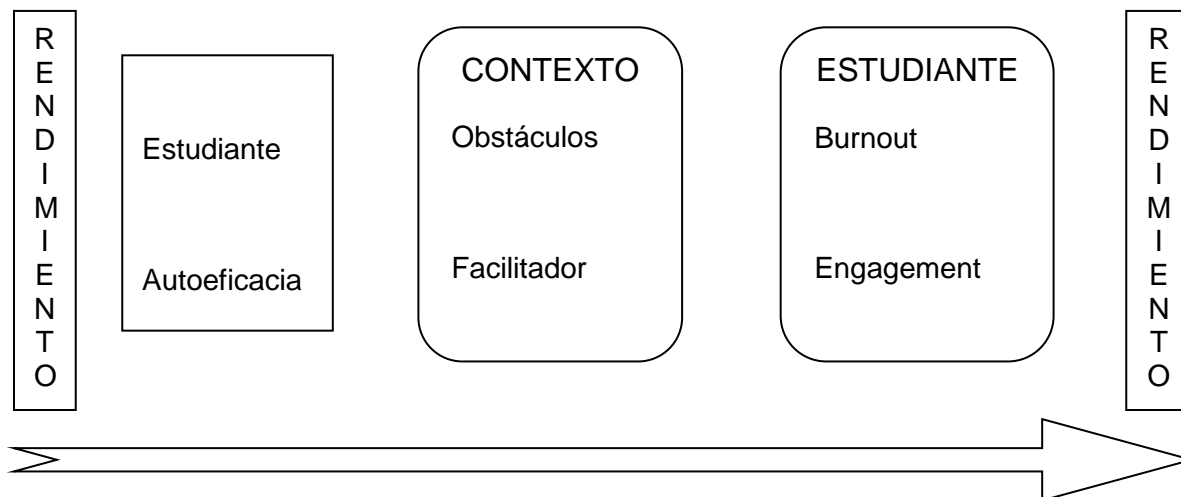 RENDIMIENTO
Estudiante
Autoeficacia
CONTEXTO
Obstáculos
Facilitador
ESTUDIANTE
Burnout
Engagement
RENDIMIENTO